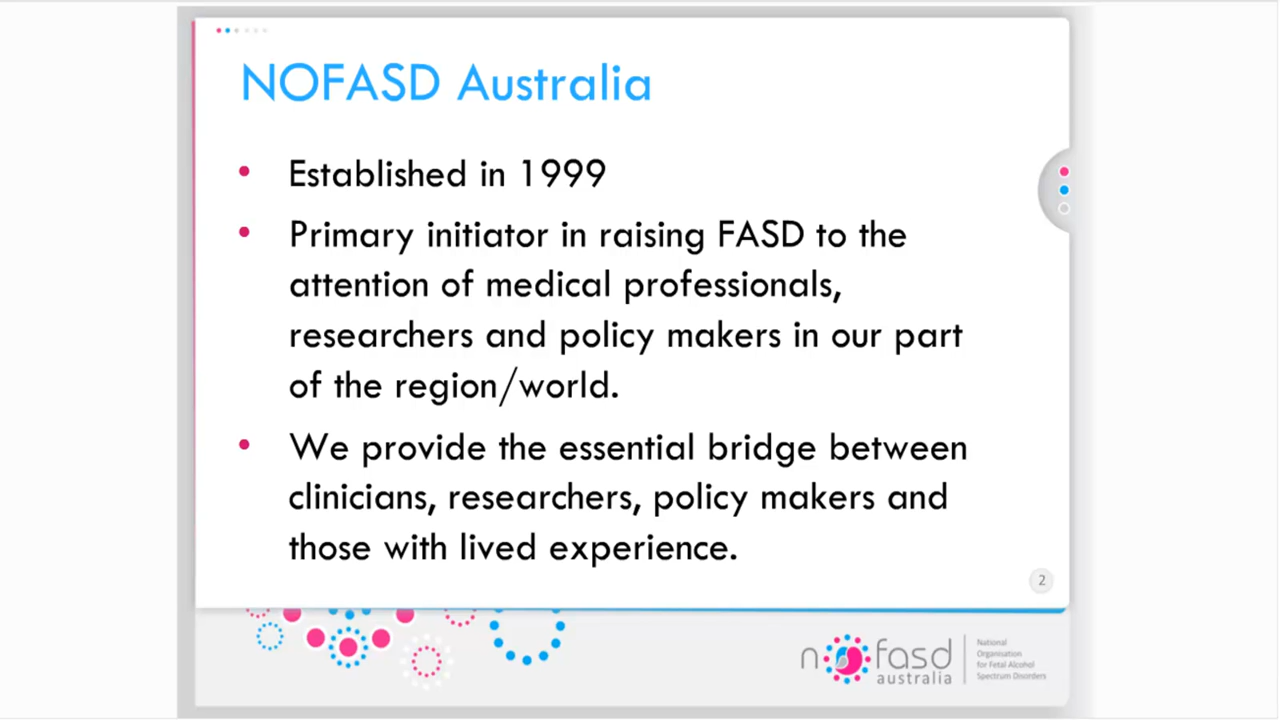 NOFASD Australia
• Established in 1999
• Primary initiator in raising FASD to the
attention of medical professionals,
researchers and policy makers in our part
of the region/world.
• We provide the essential bridge between
clinicians, researchers, policy makers and
those with lived experience.
2
nofasd
australia
National
Organisation
for Fetal Alcohol
Spectrum Disorders